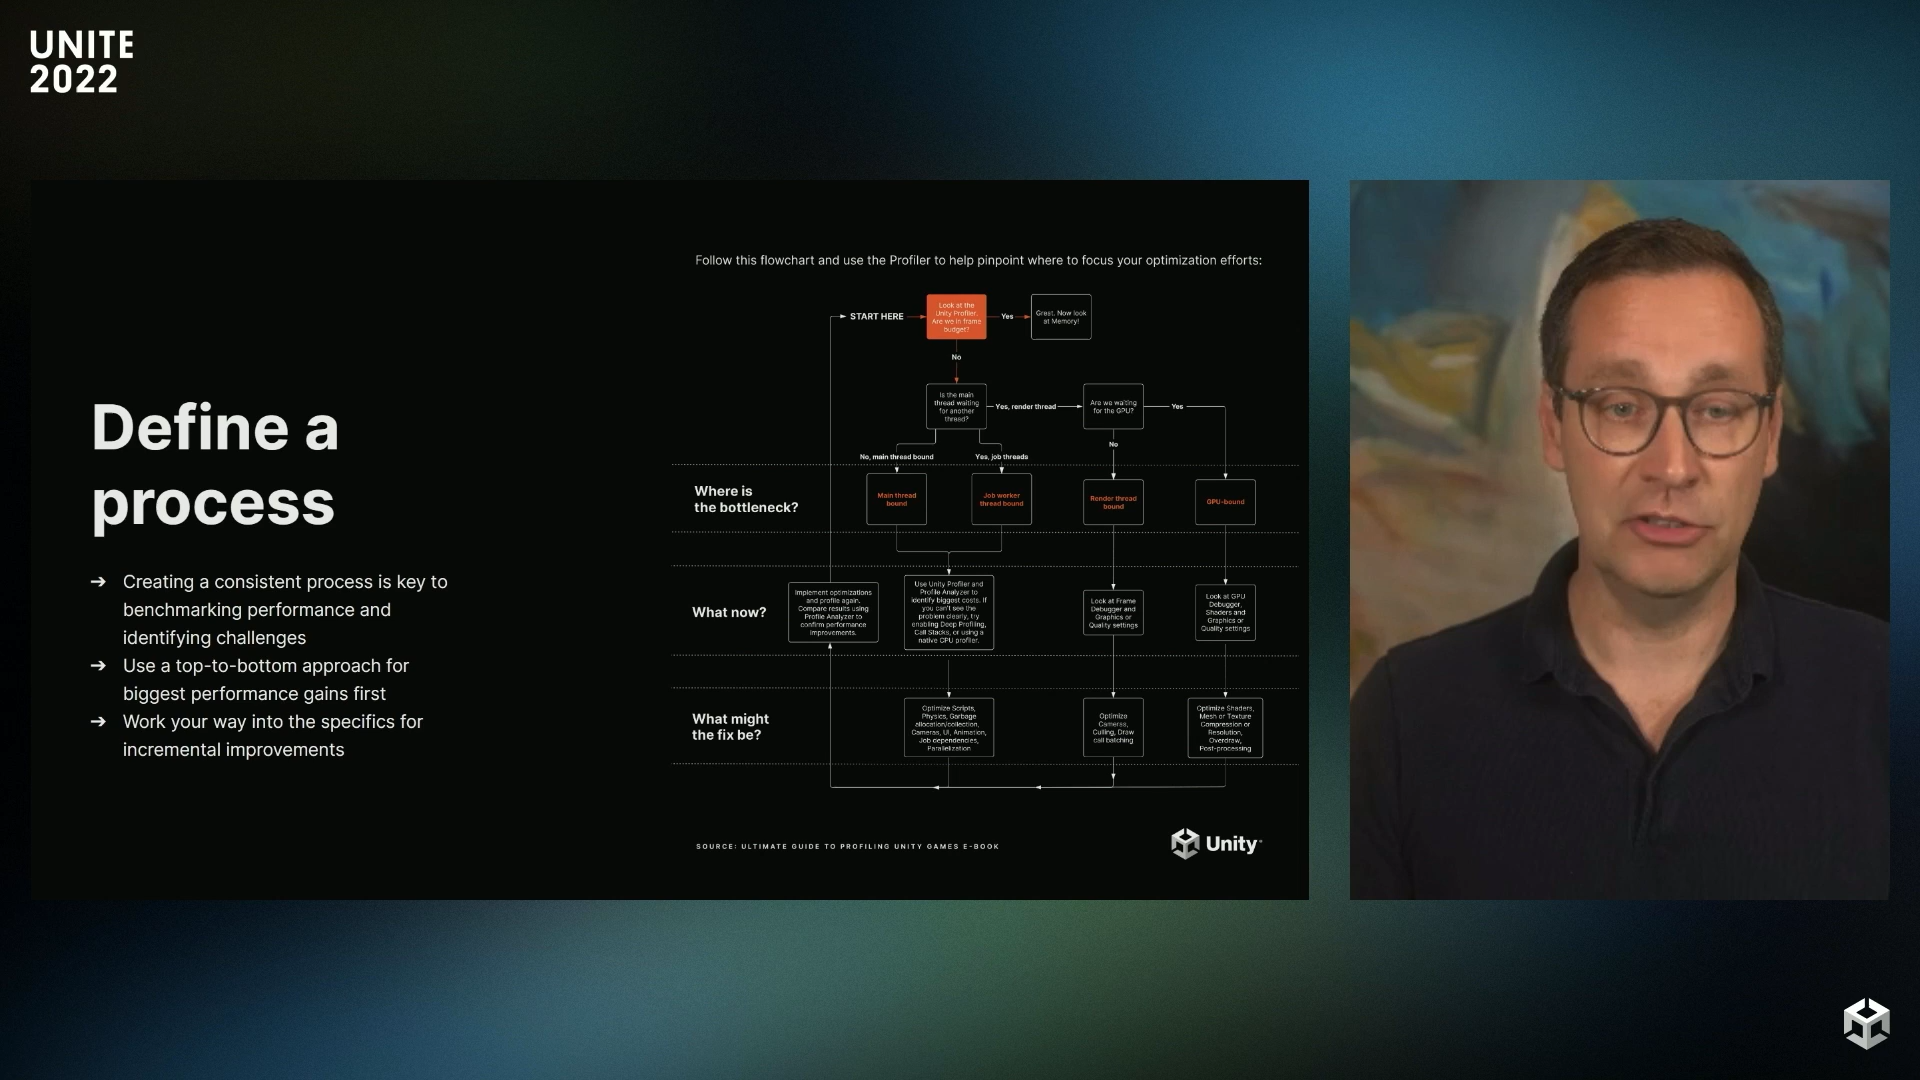 UNITE
2022
Define a
process
➔ Creating a consistent process is key to
benchmarking performance and
identifying challenges
➔ Use a top-to-bottom approach for
biggest performance gains first
➔ Work your way into the specifics for
incremental improvements
Follow this flowchart and use the Profiler to help pinpoint where to focus your optimization efforts:
START HERE
Look at the
Unity Profiler.
Are we in frame
budget?
Yes
Great. Now look
at Memory!
No
Is the main
thread waiting
for another
thread?
Yes, render thread
Are we waiting
for the GPU?
Yes
No
No, main thread bound
Yes, job threads
Where is
the bottleneck?
Main thread
bound
Job worker
thread bound
Render thread
bound
GPU-bound
What now?
Implement optimizations
and profile again.
Compare results using
Profile Analyzer to
confirm performance
improvements.
Use Unity Profiler and
Profile Analyzer to
identify biggest costs. If
you can't see the
problem clearly, try
enabling Deep Profiling,
Call Stacks, or using a
native CPU profiler.
Look at Frame
Debugger and
Graphics or
Quality settings
Look at GPU
Debugger,
Shaders and
Graphics or
Quality settings
What might
the fix be?
Optimize Scripts,
Physics, Garbage
allocation/collection,
Cameras, UI, Animation,
Job dependencies,
Parallelization
Optimize
Cameras,
Culling, Draw
call batching
Optimize Shaders,
Mesh or Texture
Compression or
Resolution,
Overdraw,
Post-processing
SOURCE: ULTIMATE GUIDE TO PROFILING UNITY GAMES E-BOOK
Unity